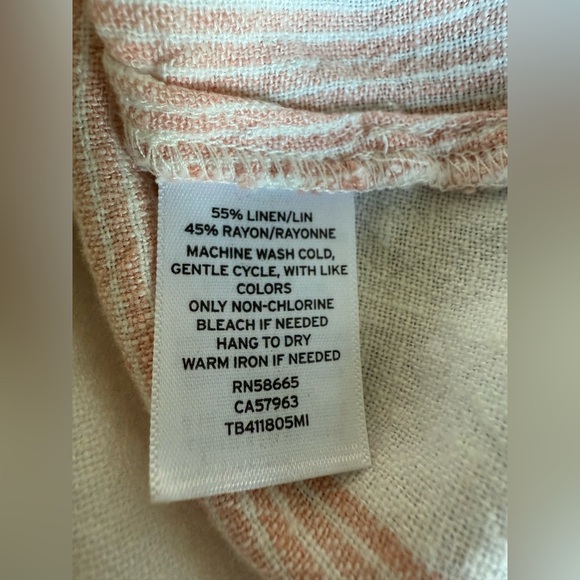 55% LINEN/LIN
45% RAYON/RAYONNE
MACHINE WASH COLD,
GENTLE CYCLE, WITH LIKE
COLORS
ONLY NON-CHLORINE
BLEACH IF NEEDED
HANG TO DRY
WARM IRON IF NEEDED
RN58665
CA57963
TB411805MI